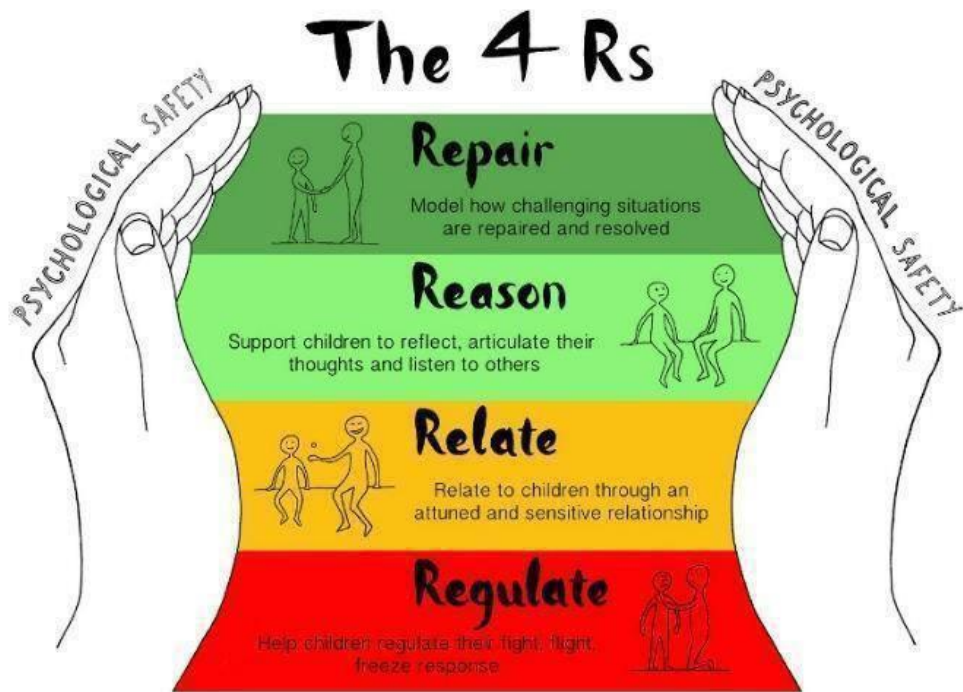 The 4 Rs
PSYCHOLOGICAL SAFETY
PSYCHOLOGICAL SAFETY
Repair
Model how challenging situations
are repaired and resolved
Reason
Support children to reflect, articulate their
thoughts and listen to others
Relate
Relate to children through an
attuned and sensitive relationship
Regulate
Help children regulate their fight, flight,
freeze response